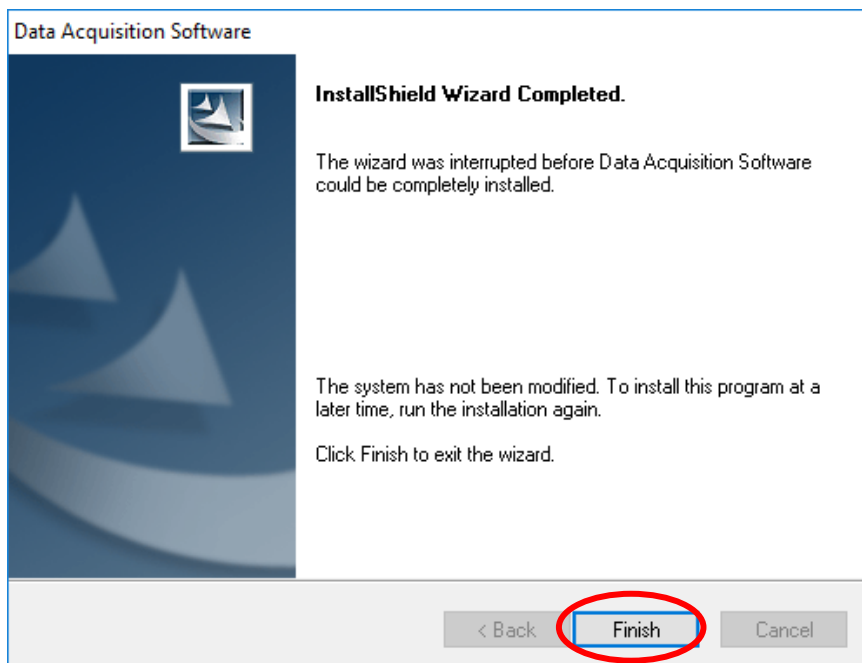 Data Acquisition Software
InstallShield Wizard Completed.
The wizard was interrupted before Data Acquisition Software
could be completely installed.
The system has not been modified. To install this program at a
later time, run the installation again.
Click Finish to exit the wizard.
< Back Finish Cancel